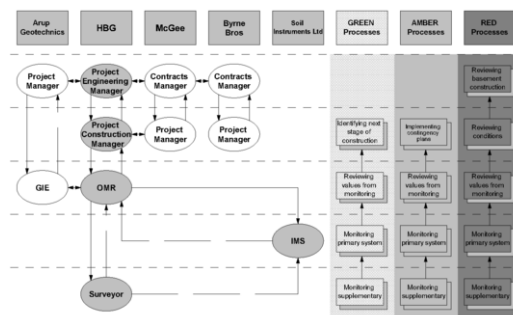 Arup
Geotechnics
HBG
McGee
Byrne
Bros
Soil
Instruments Ltd
GREEN
Processes
AMBER
Processes
RED
Processes
Project
Manager
Project
Engineering
Manager
Contracts
Manager
Contracts
Manager
Reviewing
basement
construction
Project
Construction
Manager
Project
Manager
Project
Manager
Identifying next
stage of
construction
Implementing
contingency
plans
Reviewing
conditions
GIE
OMR
Reviewing
values from
monitoring
Reviewing
values from
monitoring
Reviewing
values from
monitoring
IMS
Monitoring
primary system
Monitoring
primary system
Monitoring
primary system
Surveyor
Monitoring
supplementary
Monitoring
supplementary
Monitoring
supplementary